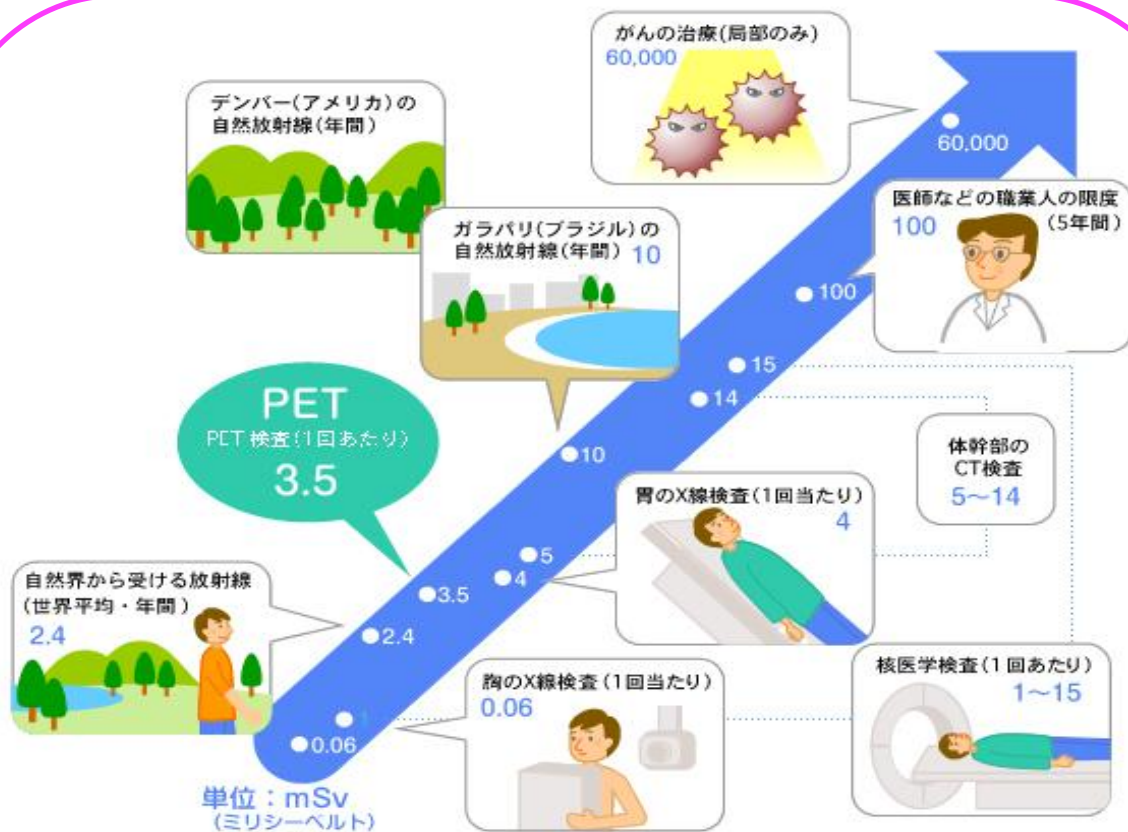 がんの治療(局部のみ)
60,000
デンバー(アメリカ)の
自然放射線(年間)
60,000
医師などの職業人の限度
100 (5年間)
ガラパリ(ブラジル)の
自然放射線(年間) 10
100
15
14
PET
PET 検査(1回あたり)
3.5
10
体幹部の
CT検査
5〜14
胃のX線検査(1回当たり)
4
5
4
自然界から受ける放射線
(世界平均・年間)
2.4
3.5
2.4
核医学検査(1回あたり)
1〜15
胸のX線検査(1回当たり)
0.06
1
0.06
単位：mSv
(ミリシーベルト)